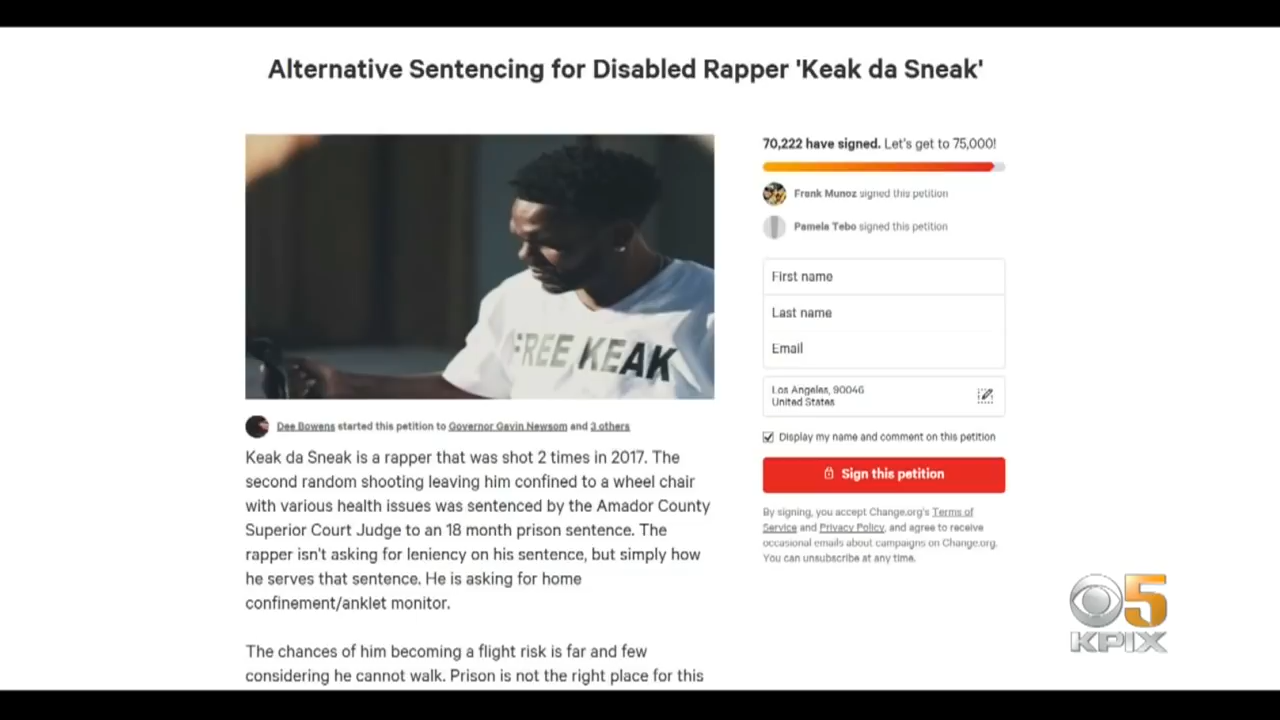 Alternative Sentencing for Disabled Rapper 'Keak da Sneak'
FREE KEAK
Dee Bowens started this petition to Governor Gavin Newsom and 3 others
Keak da Sneak is a rapper that was shot 2 times in 2017. The
second random shooting leaving him confined to a wheel chair
with various health issues was sentenced by the Amador County
Superior Court Judge to an 18 month prison sentence. The
rapper isn't asking for leniency on his sentence, but simply how
he serves that sentence. He is asking for home
confinement/anklet monitor.
The chances of him becoming a flight risk is far and few
considering he cannot walk. Prison is not the right place for this
70,222 have signed. Let's get to 75,000!
Frank Munoz signed this petition
Pamela Tebo signed this petition
First name
Last name
Email
Los Angeles, 90046
United States
Display my name and comment on this petition
Sign this petition
By signing, you accept Change.org's Terms of
Service and Privacy Policy, and agree to receive
occasional emails about campaigns on Change.org.
You can unsubscribe at any time.
5
KPIX